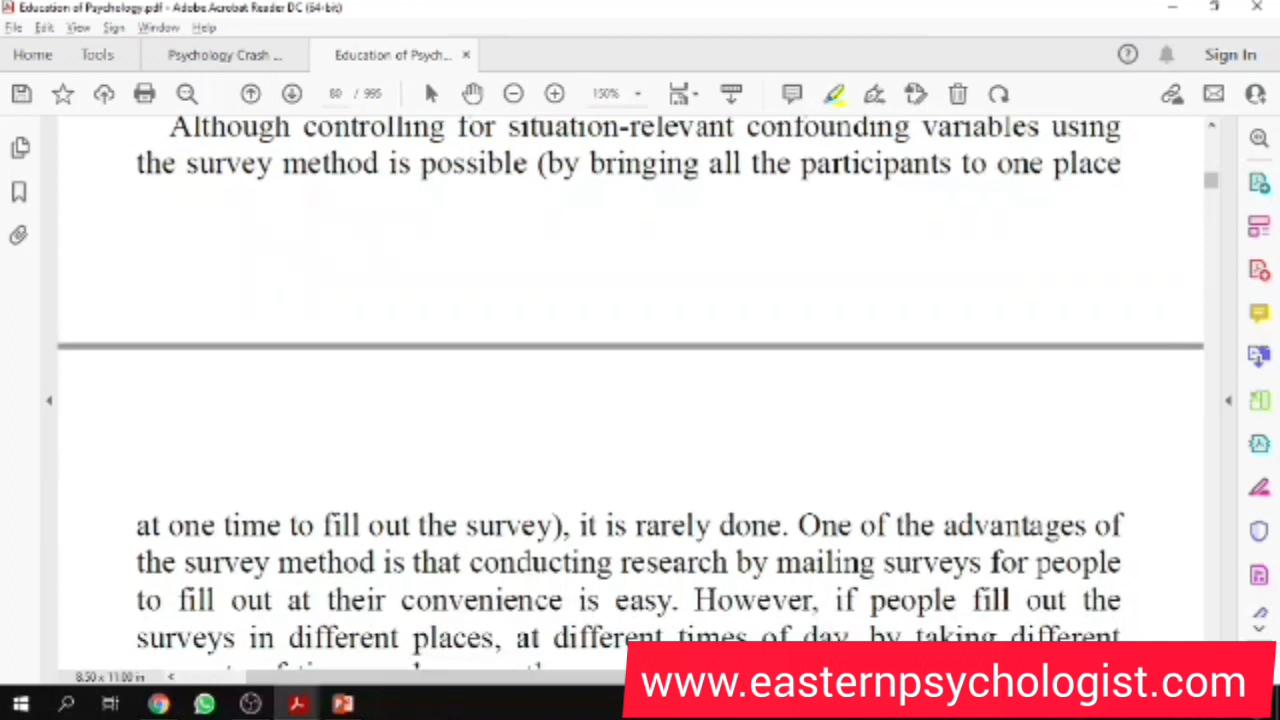 Education of Psychology.pdf - Adobe Acrobat Reader DC (64-bit)
File Edit View Sign Window Help
Home Tools Psychology Crash ... Education of Psych... × Sign In
80 / 995 150%
Although controlling for situation-relevant confounding variables using
the survey method is possible (by bringing all the participants to one place
at one time to fill out the survey), it is rarely done. One of the advantages of
the survey method is that conducting research by mailing surveys for people
to fill out at their convenience is easy. However, if people fill out the
surveys in different places, at different times of day, by taking different
8.50 x 11.00 in
www.easternpsychologist.com